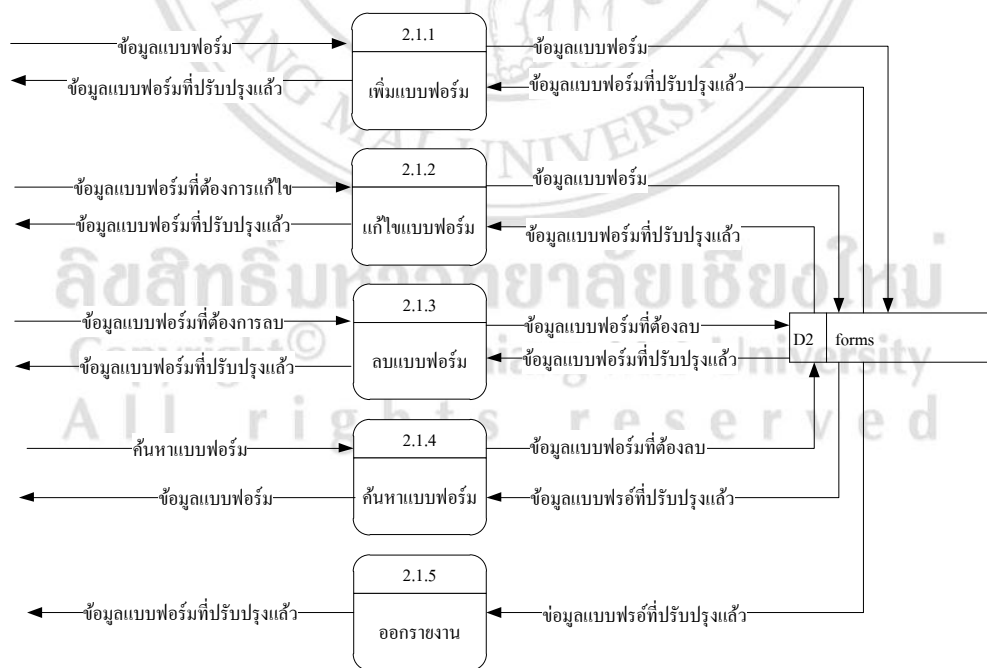 2.1.1
ข้อมูลแบบฟอร์ม
ข้อมูลแบบฟอร์ม
ข้อมูลแบบฟอร์มที่ปรับปรุงแล้ว
เพิ่มแบบฟอร์ม
ข้อมูลแบบฟอร์มที่ปรับปรุงแล้ว
MAI UNIVERSITY
2.1.2
ข้อมูลแบบฟอร์มที่ต้องการแก้ไข
ข้อมูลแบบฟอร์ม
ข้อมูลแบบฟอร์มที่ปรับปรุงแล้ว
แก้ไขแบบฟอร์ม
ข้อมูลแบบฟอร์มที่ปรับปรุงแล้ว
ลิขสิทธิ์มหาวิทยาลัยเชียงใหม่
2.1.3
ข้อมูลแบบฟอร์มที่ต้องการลบ
ข้อมูลแบบฟอร์มที่ต้องลบ
D2 forms
Copyright© University
ข้อมูลแบบฟอร์มที่ปรับปรุงแล้ว
ลบแบบฟอร์ม
ข้อมูลแบบฟอร์มที่ปรับปรุงแล้ว
All rights reserved
2.1.4
ค้นหาแบบฟอร์ม
ข้อมูลแบบฟอร์มที่ต้องลบ
ข้อมูลแบบฟอร์ม
ค้นหาแบบฟอร์ม
ข้อมูลแบบฟรอ์ที่ปรับปรุงแล้ว
2.1.5
ข้อมูลแบบฟอร์มที่ปรับปรุงแล้ว
ออกรายงาน
ข่อมูลแบบฟรอ์ที่ปรับปรุงแล้ว